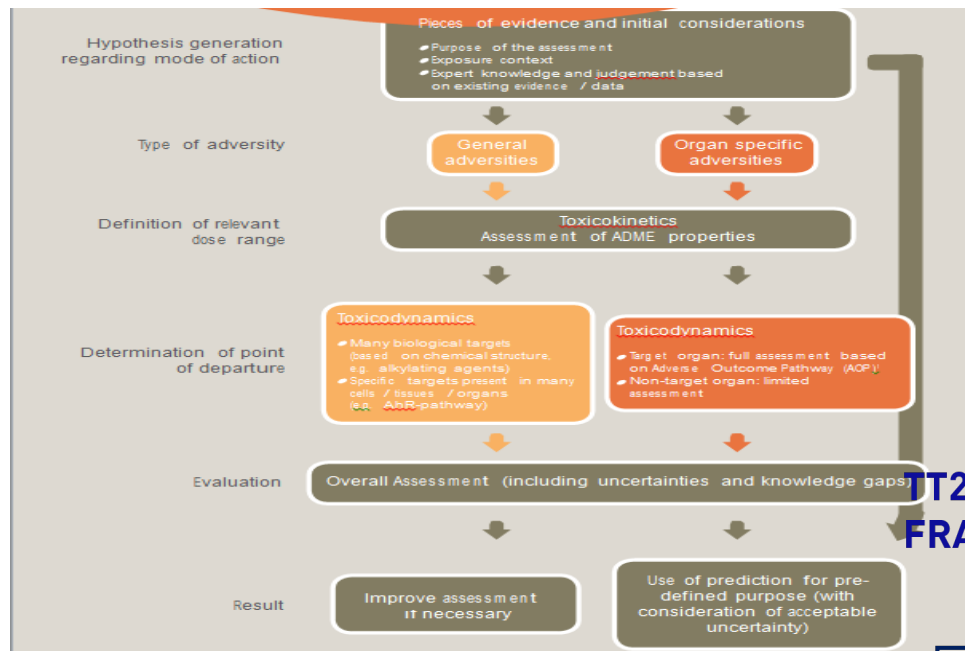 Pieces of evidence and initial considerations
Hypothesis generation
regarding mode of action
Purpose of the assessment
Exposure context
Expert knowledge and judgement based
on existing evidence / data
Type of adversity
General
adversities
Organ specific
adversities
Definition of relevant
dose range
Toxicokinetics
Assessment of ADME properties
Determination of point
of departure
Toxicodynamics
Many biological targets
(based on chemical structure,
e.g. alkylating agents)
Specific targets present in many
cells / tissues / organs
(e.g. AbR-pathway)
Toxicodynamics
Target organ: full assessment based
on Adverse Outcome Pathway (AOP)
Non-target organ: limited
assessment
Evaluation
Overall Assessment (including uncertainties and knowledge gaps)
TT2
FRA
Result
Improve assessment
if necessary
Use of prediction for pre-
defined purpose (with
consideration of acceptable
uncertainty)